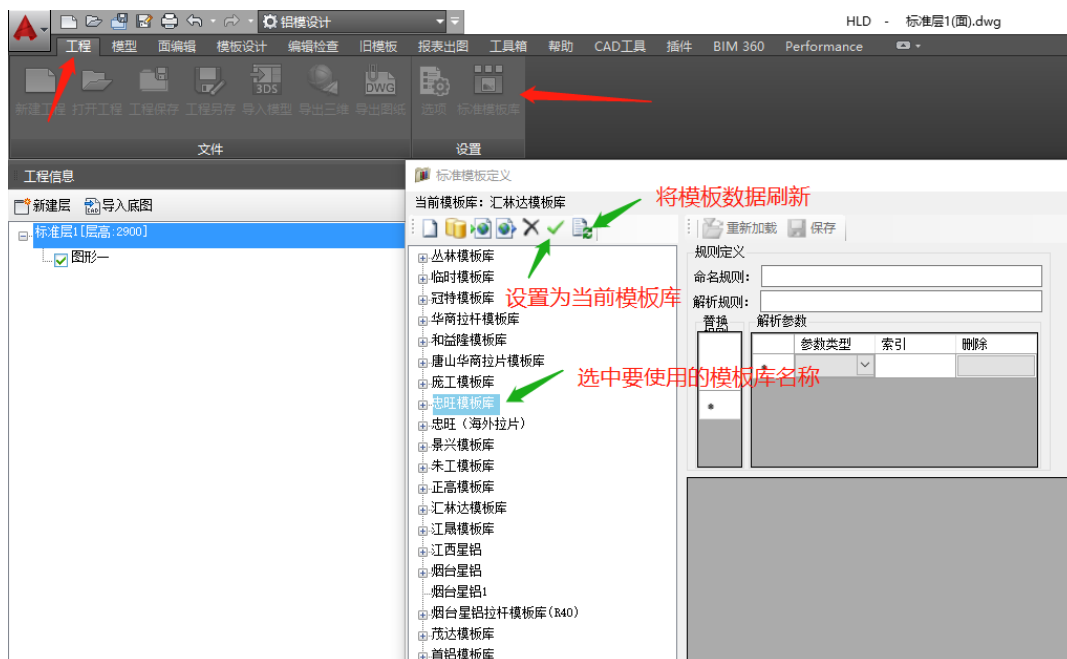 铝模设计
HLD - 标准层1(面).dwg
工程 模型 面编辑 模板设计 编辑检查 旧模板 报表出图 工具箱 帮助 CAD工具 插件 BIM 360 Performance
3DS
DWG
新建工程 打开工程 工程保存 工程另存 导入模型 导出三维 导出图纸 选项 标准模板库
文件 设置
工程信息
标准模板定义
新建层 导入底图
当前模板库: 汇林达模板库
将模板数据刷新
标准层1[层高:2900]
重新加载 保存
图形一
丛林模板库
规则定义
临时模板库
命名规则:
冠特模板库
设置为当前模板库
解析规则:
华商拉杆模板库
替换
解析参数
和益隆模板库
参数类型 索引 删除
唐山华商拉片模板库
庞工模板库
选中要使用的模板库名称
忠旺模板库
忠旺（海外拉片）
景兴模板库
朱工模板库
正高模板库
汇林达模板库
江晟模板库
江西星铝
烟台星铝
烟台星铝1
烟台星铝拉杆模板库(R40)
茂达模板库
首铝模板库